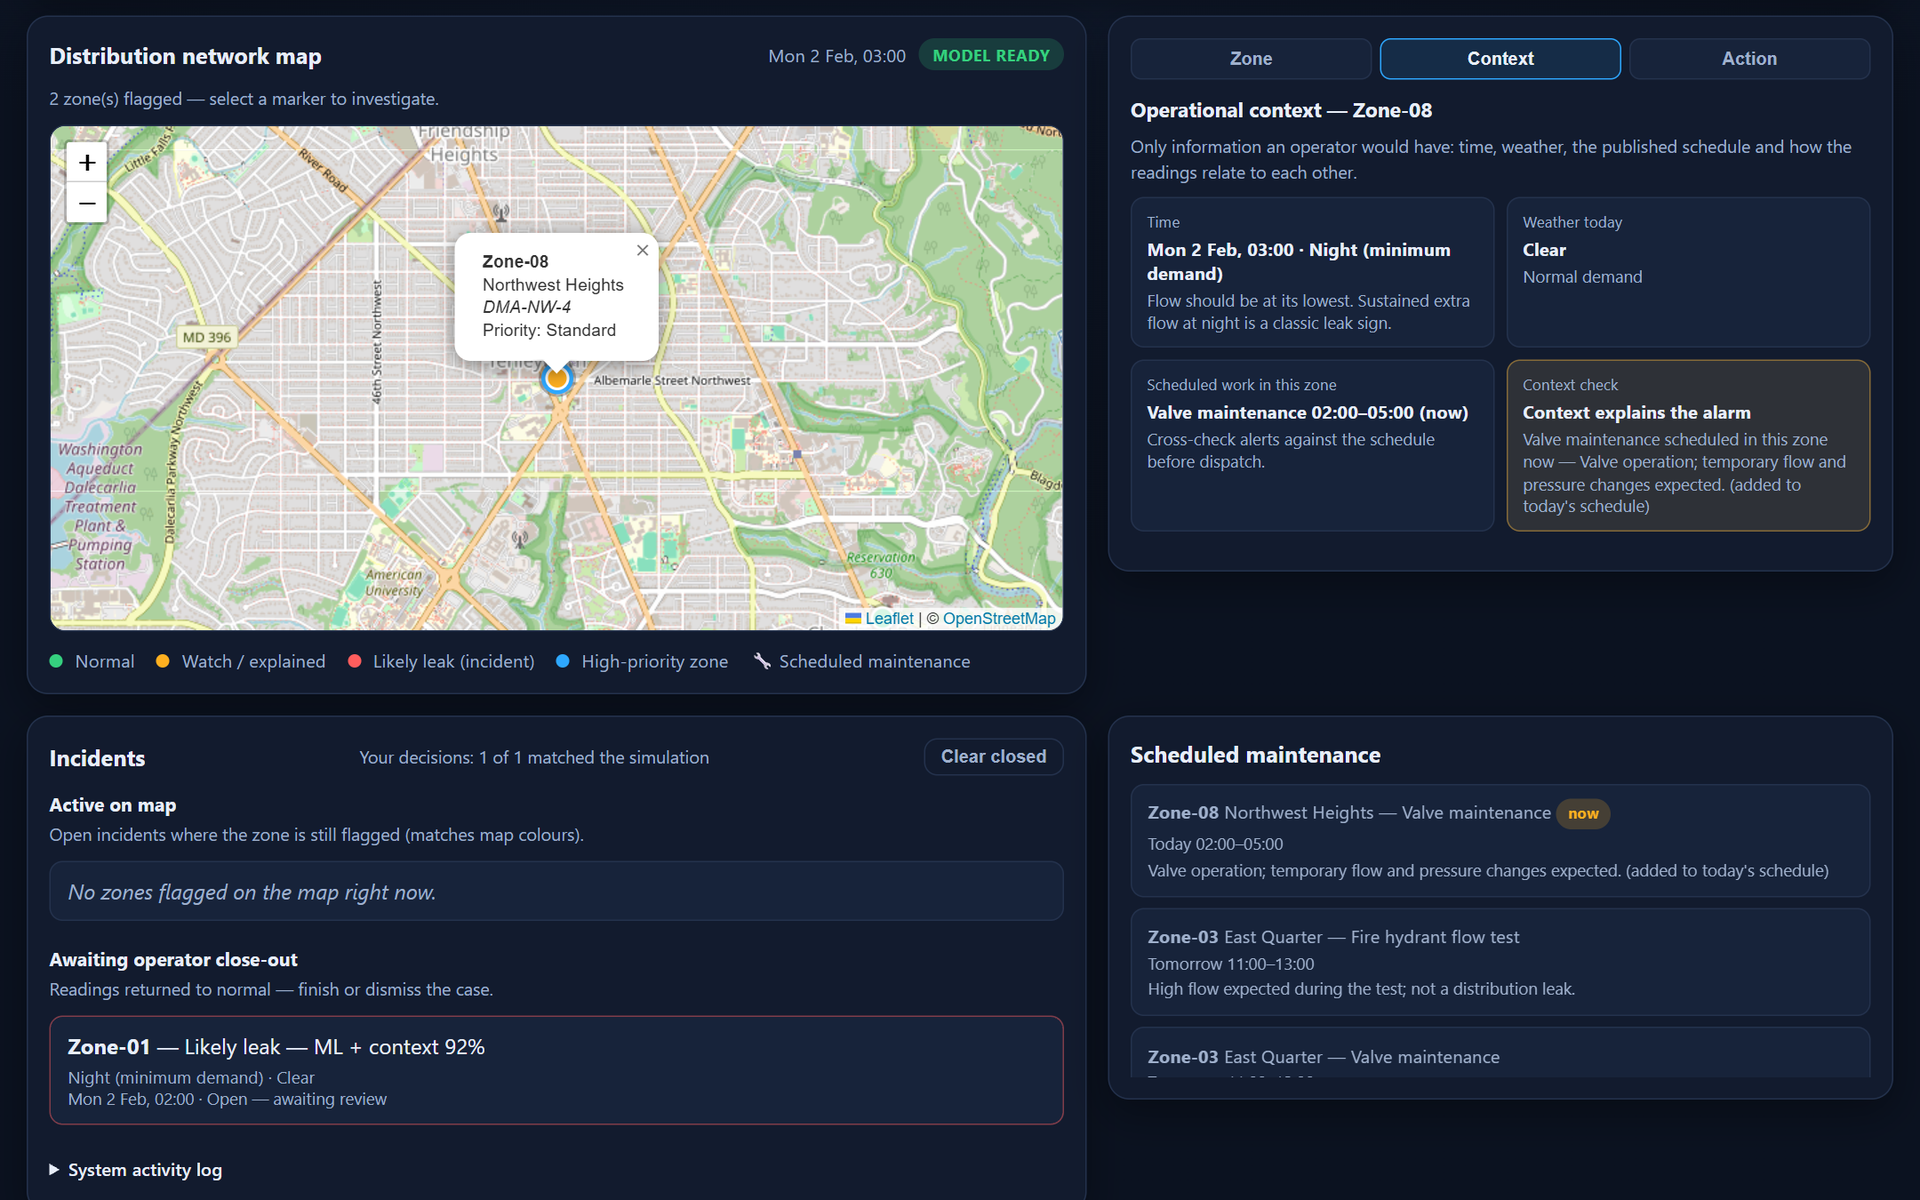 Distribution network map
Mon 2 Feb, 03:00
MODEL READY
2 zone(s) flagged — select a marker to investigate.
+
−
Little Falls P
River Road
Friendship
Heights
MD 396
46th Street Northwest
Zone-08
×
Northwest Heights
DMA-NW-4
Priority: Standard
Albemarle Street Northwest
Washington
Aqueduct
Dalecarlia
Treatment
Plant &
Pumping
Station
Dalecarlia Parkway Northwest
American
University
Reservation
630
Blagd
Leaflet | © OpenStreetMap
Normal
Watch / explained
Likely leak (incident)
High-priority zone
Scheduled maintenance
Zone
Context
Action
Operational context — Zone-08
Only information an operator would have: time, weather, the published schedule and how the
readings relate to each other.
Time
Mon 2 Feb, 03:00 · Night (minimum
demand)
Flow should be at its lowest. Sustained extra
flow at night is a classic leak sign.
Weather today
Clear
Normal demand
Scheduled work in this zone
Valve maintenance 02:00–05:00 (now)
Cross-check alerts against the schedule
before dispatch.
Context check
Context explains the alarm
Valve maintenance scheduled in this zone
now — Valve operation; temporary flow and
pressure changes expected. (added to
today's schedule)
Incidents
Your decisions: 1 of 1 matched the simulation
Clear closed
Active on map
Open incidents where the zone is still flagged (matches map colours).
No zones flagged on the map right now.
Awaiting operator close-out
Readings returned to normal — finish or dismiss the case.
Zone-01 — Likely leak — ML + context 92%
Night (minimum demand) · Clear
Mon 2 Feb, 02:00 · Open — awaiting review
System activity log
Scheduled maintenance
Zone-08 Northwest Heights — Valve maintenance now
Today 02:00–05:00
Valve operation; temporary flow and pressure changes expected. (added to today's schedule)
Zone-03 East Quarter — Fire hydrant flow test
Tomorrow 11:00–13:00
High flow expected during the test; not a distribution leak.
Zone-03 East Quarter — Valve maintenance